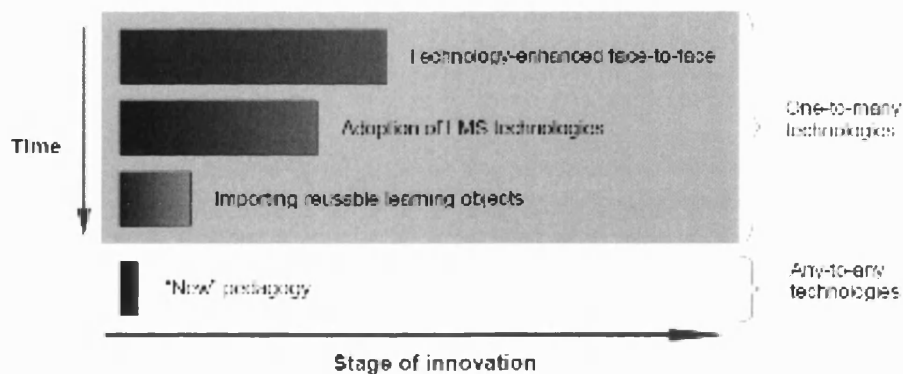 Technology-enhanced face-to-face
Adoption of LMS technologies
Importing reusable learning objects
"New" pedagogy
Time
Stage of innovation
One-to-many
technologies
Any-to-any
technologies